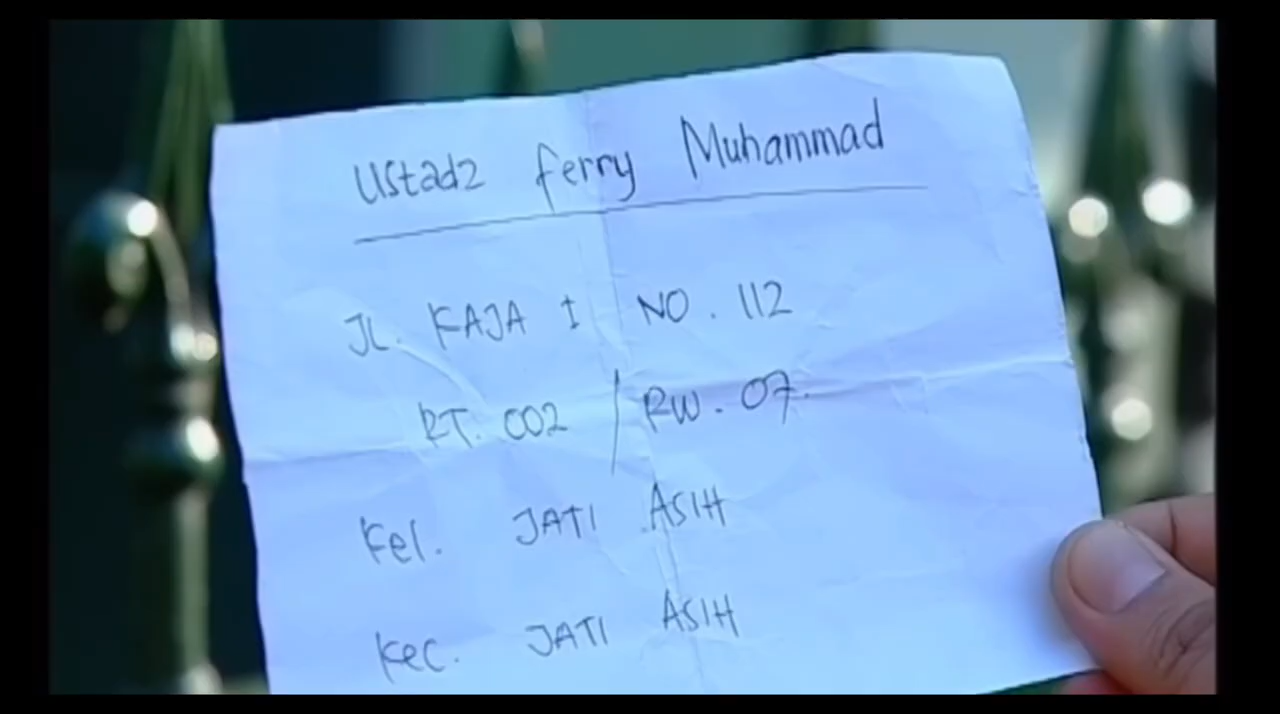 Ustadz Ferry Muhammad
JL. KAJA I NO. 112
RT. 002 / RW. 07.
Kel. JATI ASIH
Kec. JATI ASIH